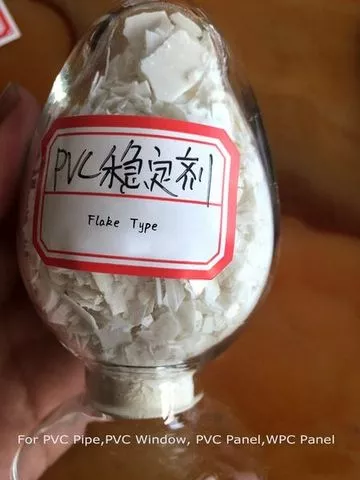 PVC稳定剂
Flake Type
For PVC Pipe,PVC Window, PVC Panel,WPC Panel